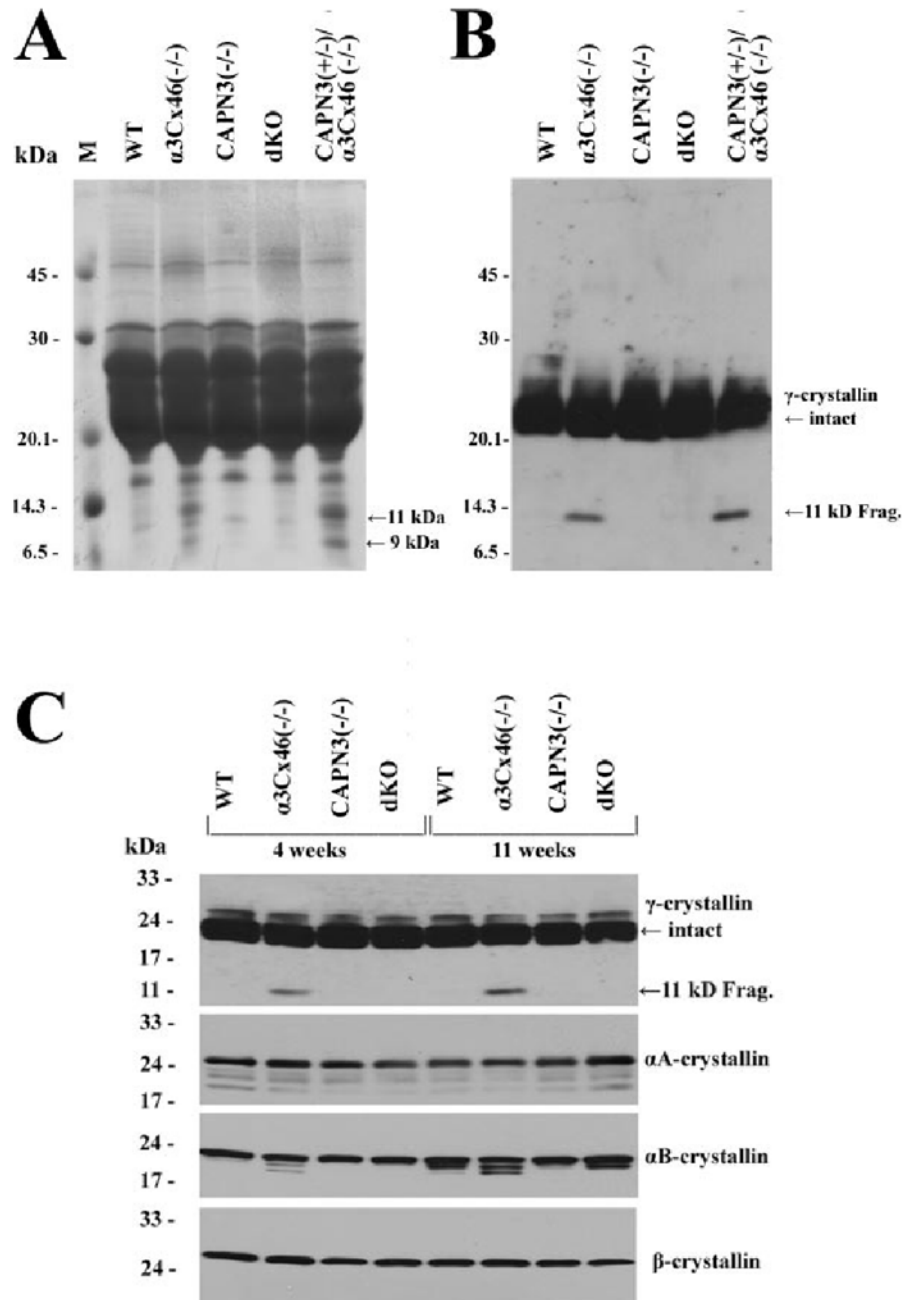 A
kDa
M
WT
α3Cx46(-/-)
CAPN3(-/-)
dKO
CAPN3(+/-)/
α3Cx46 (-/-)
45 -
30 -
20.1-
14.3 -
6.5 -
←11 kDa
← 9 kDa
B
WT
α3Cx46(-/-)
CAPN3(-/-)
dKO
CAPN3(+/-)/
α3Cx46 (-/-)
45 -
30 -
20.1-
14.3 -
6.5 -
γ-crystallin
← intact
←11 kD Frag.
C
WT
α3Cx46(-/-)
CAPN3(-/-)
dKO
WT
α3Cx46(-/-)
CAPN3(-/-)
dKO
kDa
4 weeks
11 weeks
33 -
24 -
17 -
11 -
γ-crystallin
← intact
←11 kD Frag.
33 -
24 -
17 -
αA-crystallin
24 -
17 -
αB-crystallin
33 -
24 -
β-crystallin